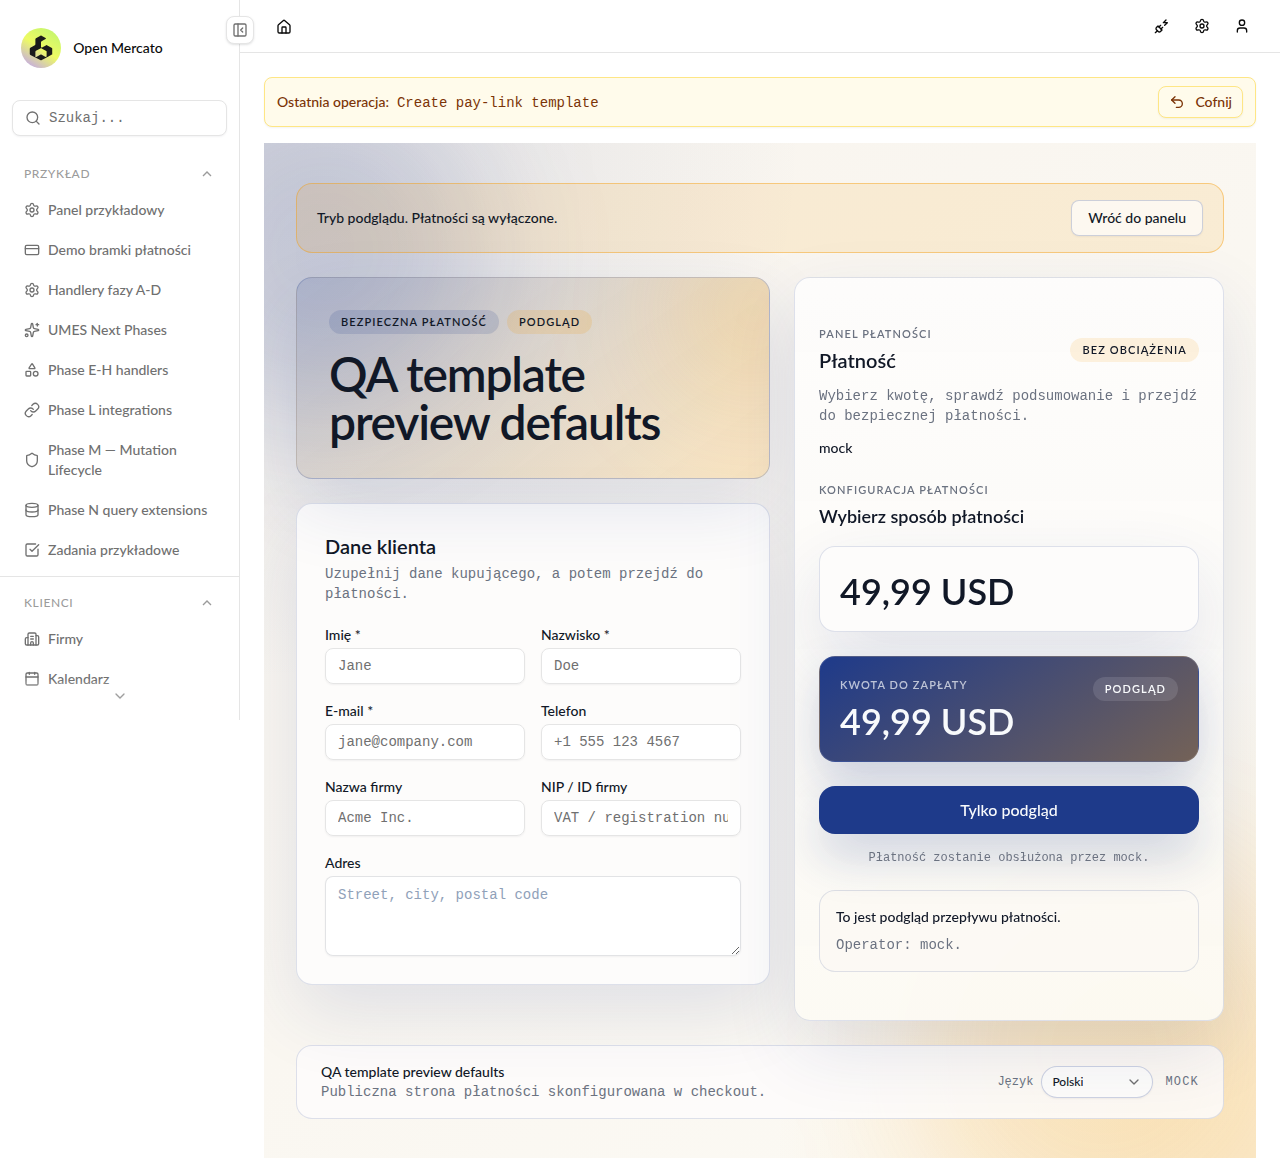 Open Mercato
Szukaj...
PRZYKŁAD
Panel przykładowy
Demo bramki płatności
Handlery fazy A-D
UMES Next Phases
Phase E-H handlers
Phase L integrations
Phase M — Mutation
Lifecycle
Phase N query extensions
Zadania przykładowe
KLIENCI
Firmy
Kalendarz
Ostatnia operacja: Create pay-link template
Cofnij
Tryb podglądu. Płatności są wyłączone.
Wróć do panelu
BEZPIECZNA PŁATNOŚĆ
PODGLĄD
QA template
preview defaults
Dane klienta
Uzupełnij dane kupującego, a potem przejdź do
płatności.
Imię *
Nazwisko *
Jane
Doe
E-mail *
Telefon
jane@company.com
+1 555 123 4567
Nazwa firmy
NIP / ID firmy
Acme Inc.
VAT / registration nu
Adres
Street, city, postal code
PANEL PŁATNOŚCI
Płatność
BEZ OBCIĄŻENIA
Wybierz kwotę, sprawdź podsumowanie i przejdź
do bezpiecznej płatności.
mock
KONFIGURACJA PŁATNOŚCI
Wybierz sposób płatności
49,99 USD
KWOTA DO ZAPŁATY
PODGLĄD
49,99 USD
Tylko podgląd
Płatność zostanie obsłużona przez mock.
To jest podgląd przepływu płatności.
Operator: mock.
QA template preview defaults
Publiczna strona płatności skonfigurowana w checkout.
Język
Polski
MOCK